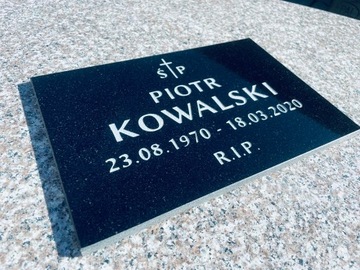 Ś✝P
PIOTR
KOWALSKI
23.08.1970 - 18.03.2020
R.I.P.